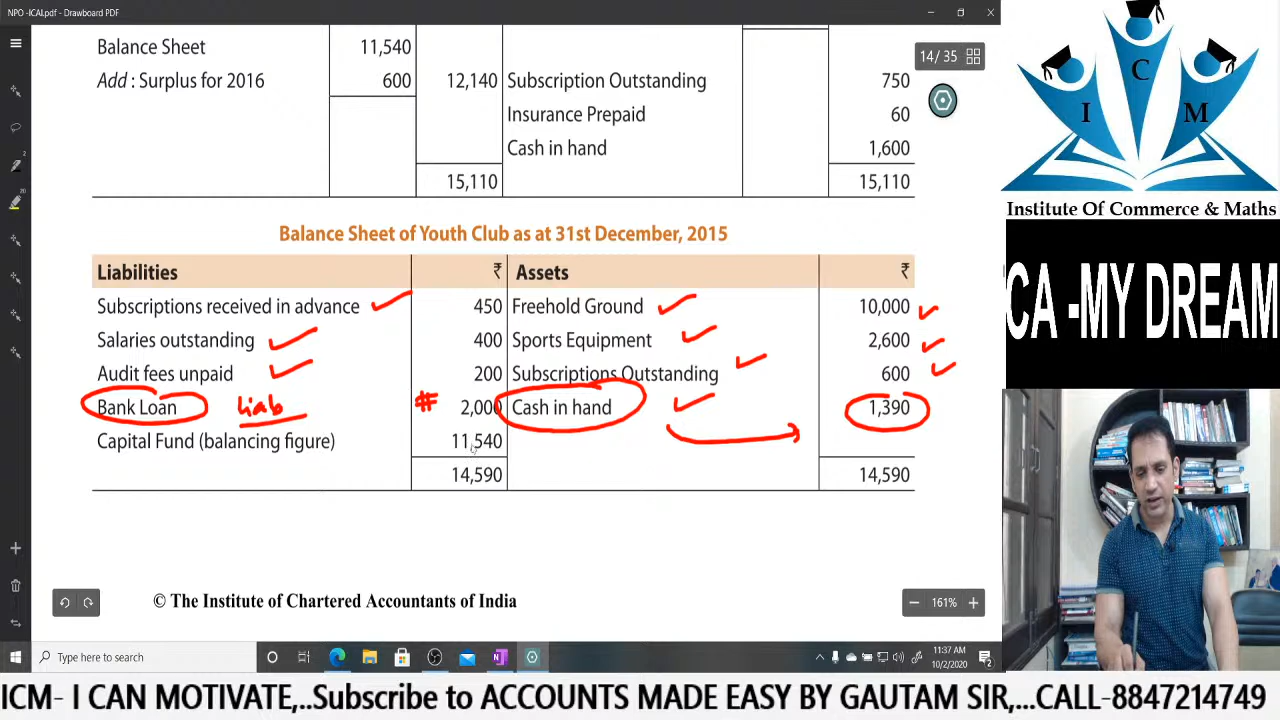 NPO -ICAI.pdf - Drawboard PDF
14 / 35
Balance Sheet 11,540
Add : Surplus for 2016 600 12,140 Subscription Outstanding 750
Insurance Prepaid 60
Cash in hand 1,600
15,110 15,110
Balance Sheet of Youth Club as at 31st December, 2015
Liabilities ₹ Assets ₹
Subscriptions received in advance 450 Freehold Ground 10,000
Salaries outstanding 400 Sports Equipment 2,600
Audit fees unpaid 200 Subscriptions Outstanding 600
Bank Loan liab # 2,000 Cash in hand 1,390
Capital Fund (balancing figure) 11,540
14,590 14,590
© The Institute of Chartered Accountants of India
161%
Type here to search
11:37 AM
10/2/2020
I C M
Institute Of Commerce & Maths
CA -MY DREAM
ICM- I CAN MOTIVATE,..Subscribe to ACCOUNTS MADE EASY BY GAUTAM SIR,...CALL-8847214749